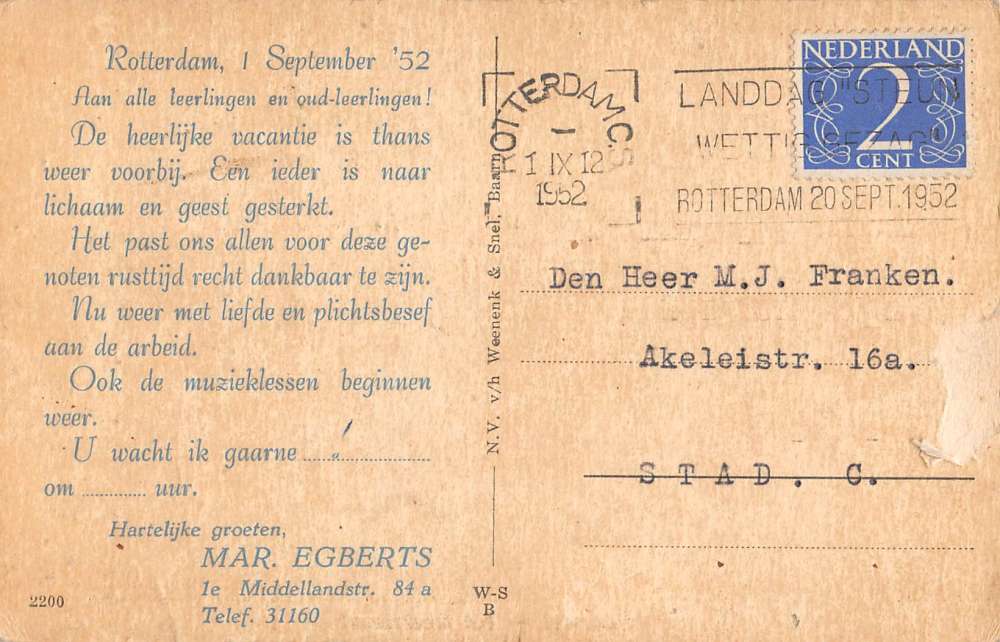 Rotterdam, 1 September '52
Aan alle leerlingen en oud-leerlingen!
De heerlijke vacantie is thans
weer voorbij. Een ieder is naar
lichaam en geest gesterkt.
Het past ons allen voor deze ge-
noten rusttijd recht dankbaar te zijn.
Nu weer met liefde en plichtsbesef
aan de arbeid.
Ook de muzieklessen beginnen
weer.
U wacht ik gaarne ....................
om ............ uur.
Hartelijke groeten,
MAR. EGBERTS
1e Middellandstr. 84 a
Telef. 31160
2200
N.V. v/h Weenenk & Snel, Baarn
W-S
B
ROTTERDAM C.S
1 IX 12
1952
LANDDAG "STEUN
WETTIG GEZAG"
ROTTERDAM 20 SEPT. 1952
NEDERLAND
2
CENT
Den Heer M.J. Franken.
Akeleistr. 16a.
STAD. C.